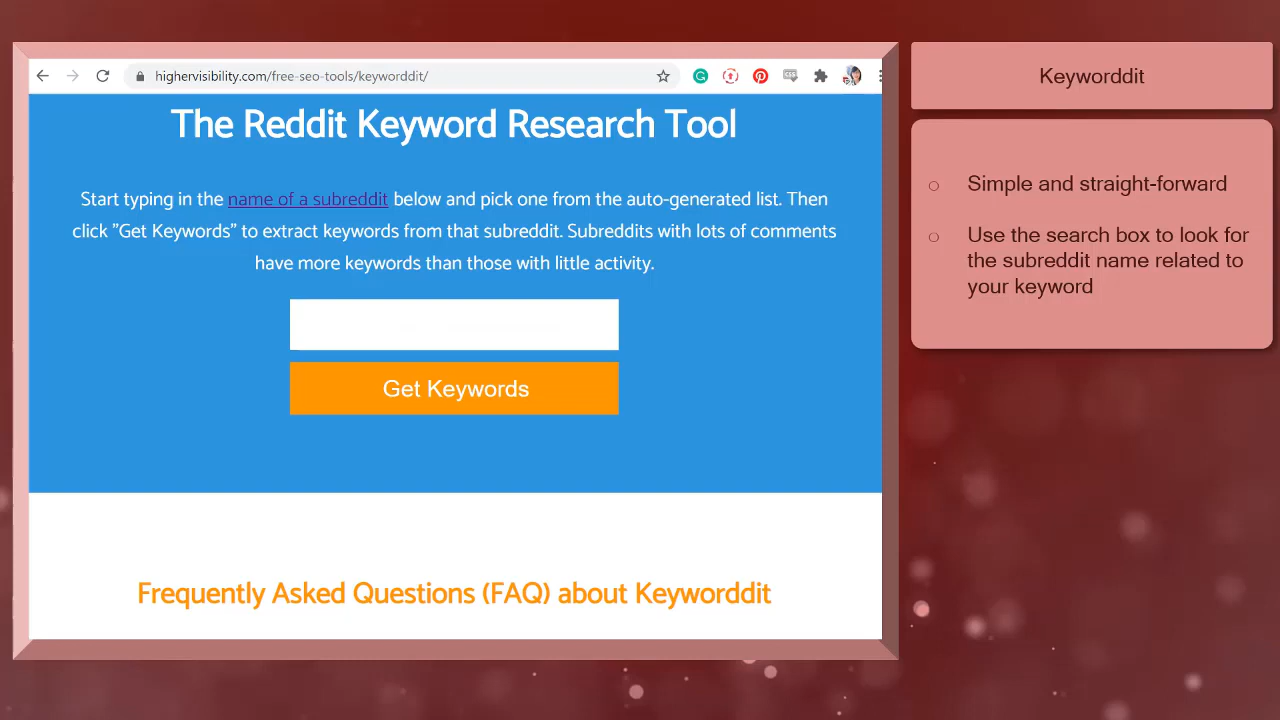 highervisibility.com/free-seo-tools/keyworddit/
The Reddit Keyword Research Tool
Start typing in the name of a subreddit below and pick one from the auto-generated list. Then
click "Get Keywords" to extract keywords from that subreddit. Subreddits with lots of comments
have more keywords than those with little activity.
Get Keywords
Frequently Asked Questions (FAQ) about Keyworddit
Keyworddit
Simple and straight-forward
Use the search box to look for
the subreddit name related to
your keyword